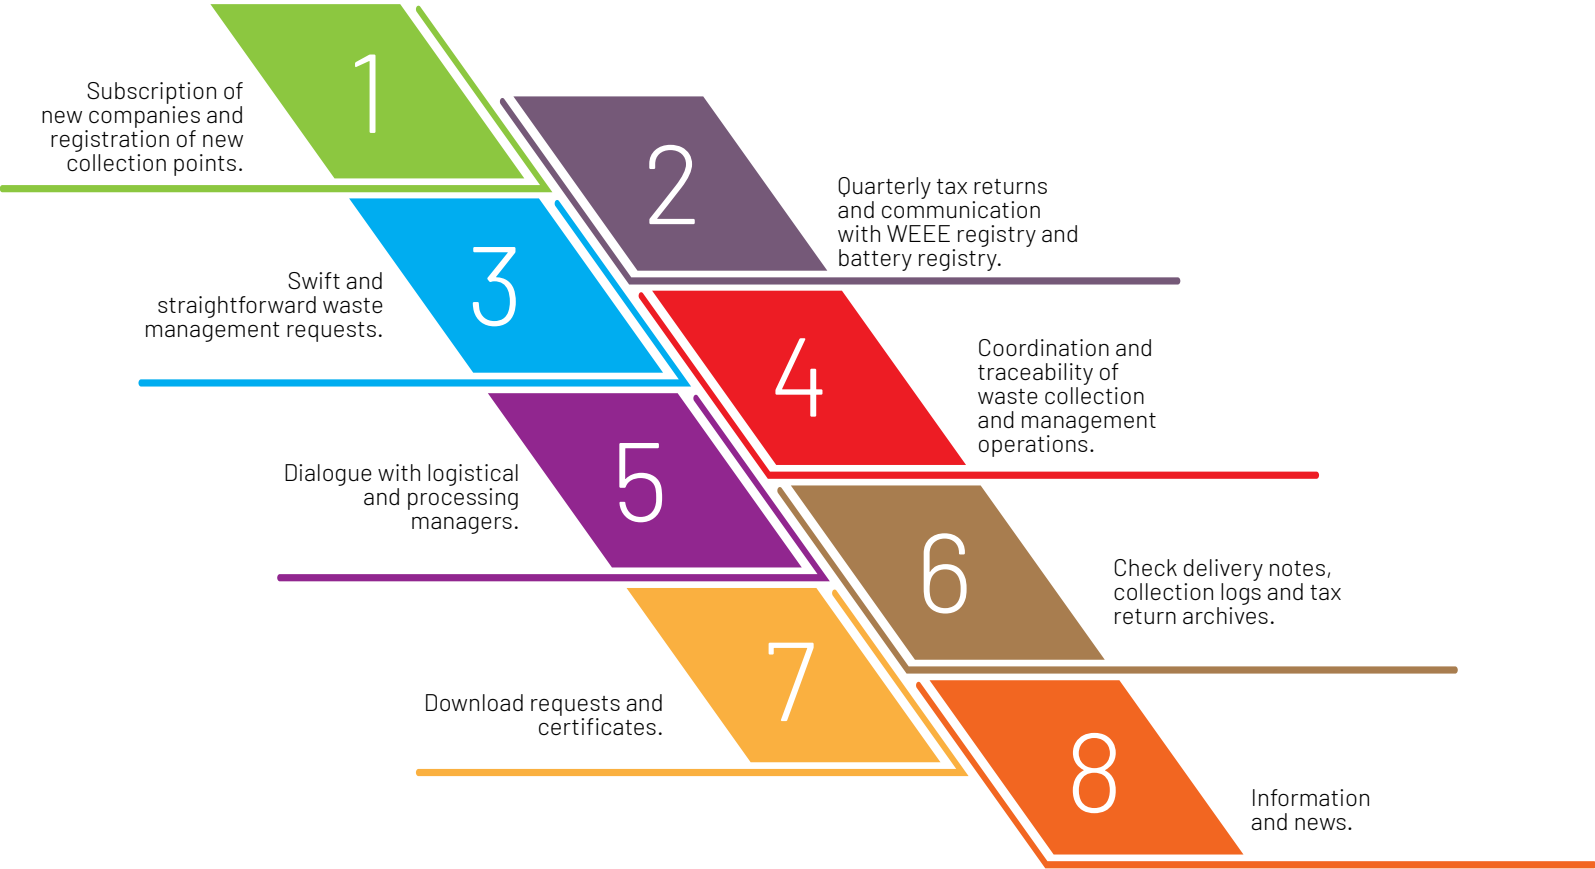 1
Subscription of
new companies and
registration of new
collection points.
2
Quarterly tax returns
and communication
with WEEE registry and
battery registry.
3
Swift and
straightforward waste
management requests.
4
Coordination and
traceability of
waste collection
and management
operations.
5
Dialogue with logistical
and processing
managers.
6
Check delivery notes,
collection logs and tax
return archives.
7
Download requests and
certificates.
8
Information
and news.